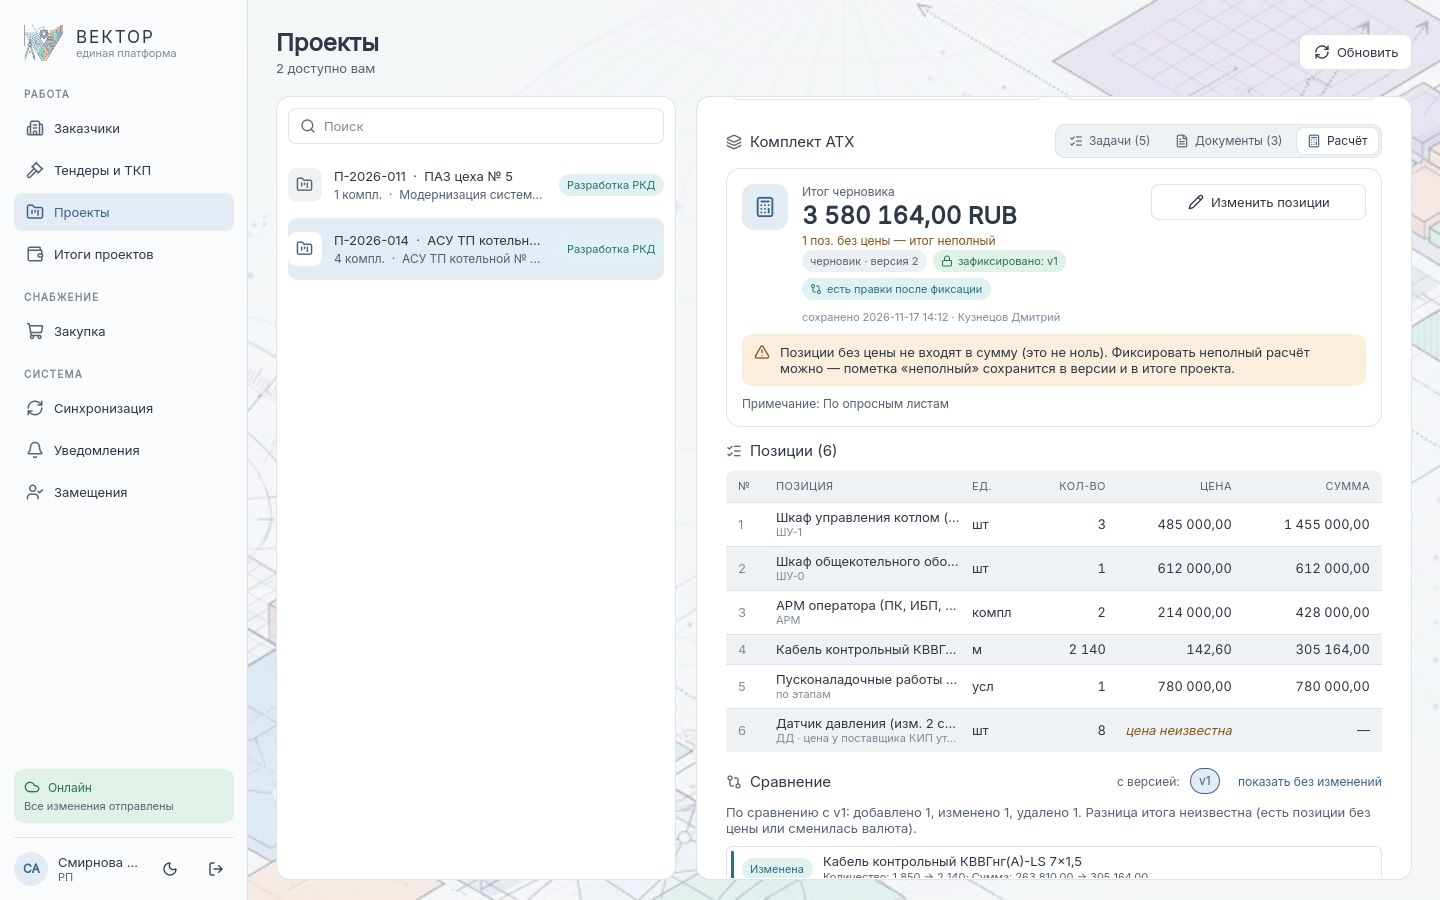 ВЕКТОР
единая платформа
РАБОТА
Заказчики
Тендеры и ТКП
Проекты
Итоги проектов
СНАБЖЕНИЕ
Закупка
СИСТЕМА
Синхронизация
Уведомления
Замещения
Онлайн
Все изменения отправлены
СА
Смирнова ...
РП
Проекты
2 доступно вам
Обновить
Поиск
П-2026-011 · ПАЗ цеха № 5
1 компл. · Модернизация систем...
Разработка РКД
П-2026-014 · АСУ ТП котельн...
4 компл. · АСУ ТП котельной № ...
Разработка РКД
Комплект АТХ
Задачи (5)
Документы (3)
Расчёт
Итог черновика
3 580 164,00 RUB
1 поз. без цены — итог неполный
черновик · версия 2
зафиксировано: v1
есть правки после фиксации
сохранено 2026-11-17 14:12 · Кузнецов Дмитрий
Изменить позиции
Позиции без цены не входят в сумму (это не ноль). Фиксировать неполный расчёт
можно — пометка «неполный» сохранится в версии и в итоге проекта.
Примечание: По опросным листам
Позиции (6)
№ ПОЗИЦИЯ ЕД. КОЛ-ВО ЦЕНА СУММА
1 Шкаф управления котлом (... шт 3 485 000,00 1 455 000,00
ШУ-1
2 Шкаф общекотельного обо... шт 1 612 000,00 612 000,00
ШУ-0
3 АРМ оператора (ПК, ИБП, ... компл 2 214 000,00 428 000,00
АРМ
4 Кабель контрольный КВВГ... м 2 140 142,60 305 164,00
5 Пусконаладочные работы ... усл 1 780 000,00 780 000,00
по этапам
6 Датчик давления (изм. 2 с... шт 8 цена неизвестна —
ДД · цена у поставщика КИП ут...
Сравнение
с версией: v1 показать без изменений
По сравнению с v1: добавлено 1, изменено 1, удалено 1. Разница итога неизвестна (есть позиции без
цены или сменилась валюта).
Изменена
Кабель контрольный КВВГнг(А)-LS 7×1,5
Количество: 1 850 → 2 140; Сумма: 263 810,00 → 305 164,00